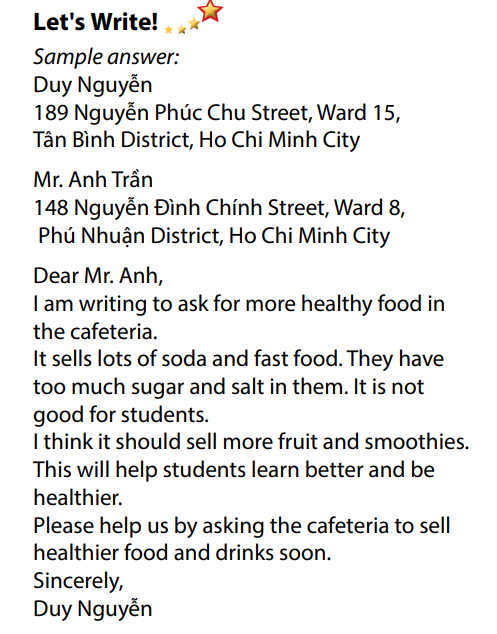 Let's Write!
Sample answer:
Duy Nguyễn
189 Nguyễn Phúc Chu Street, Ward 15,
Tân Bình District, Ho Chi Minh City
Mr. Anh Trần
148 Nguyễn Đình Chính Street, Ward 8,
Phú Nhuận District, Ho Chi Minh City
Dear Mr. Anh,
I am writing to ask for more healthy food in
the cafeteria.
It sells lots of soda and fast food. They have
too much sugar and salt in them. It is not
good for students.
I think it should sell more fruit and smoothies.
This will help students learn better and be
healthier.
Please help us by asking the cafeteria to sell
healthier food and drinks soon.
Sincerely,
Duy Nguyễn